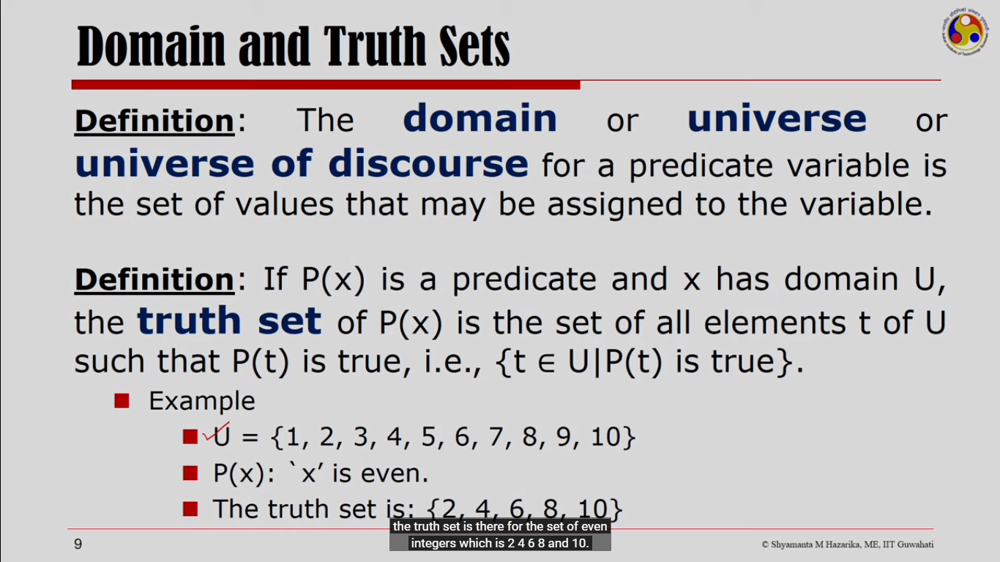 Domain and Truth Sets
Definition: The domain or universe or
universe of discourse for a predicate variable is
the set of values that may be assigned to the variable.
Definition: If P(x) is a predicate and x has domain U,
the truth set of P(x) is the set of all elements t of U
such that P(t) is true, i.e., {t ∈ U|P(t) is true}.
Example
U = {1, 2, 3, 4, 5, 6, 7, 8, 9, 10}
P(x): `x’ is even.
The truth set is: {2, 4, 6, 8, 10}
the truth set is there for the set of even
integers which is 2 4 6 8 and 10.
9
© Shyamanta M Hazarika, ME, IIT Guwahati